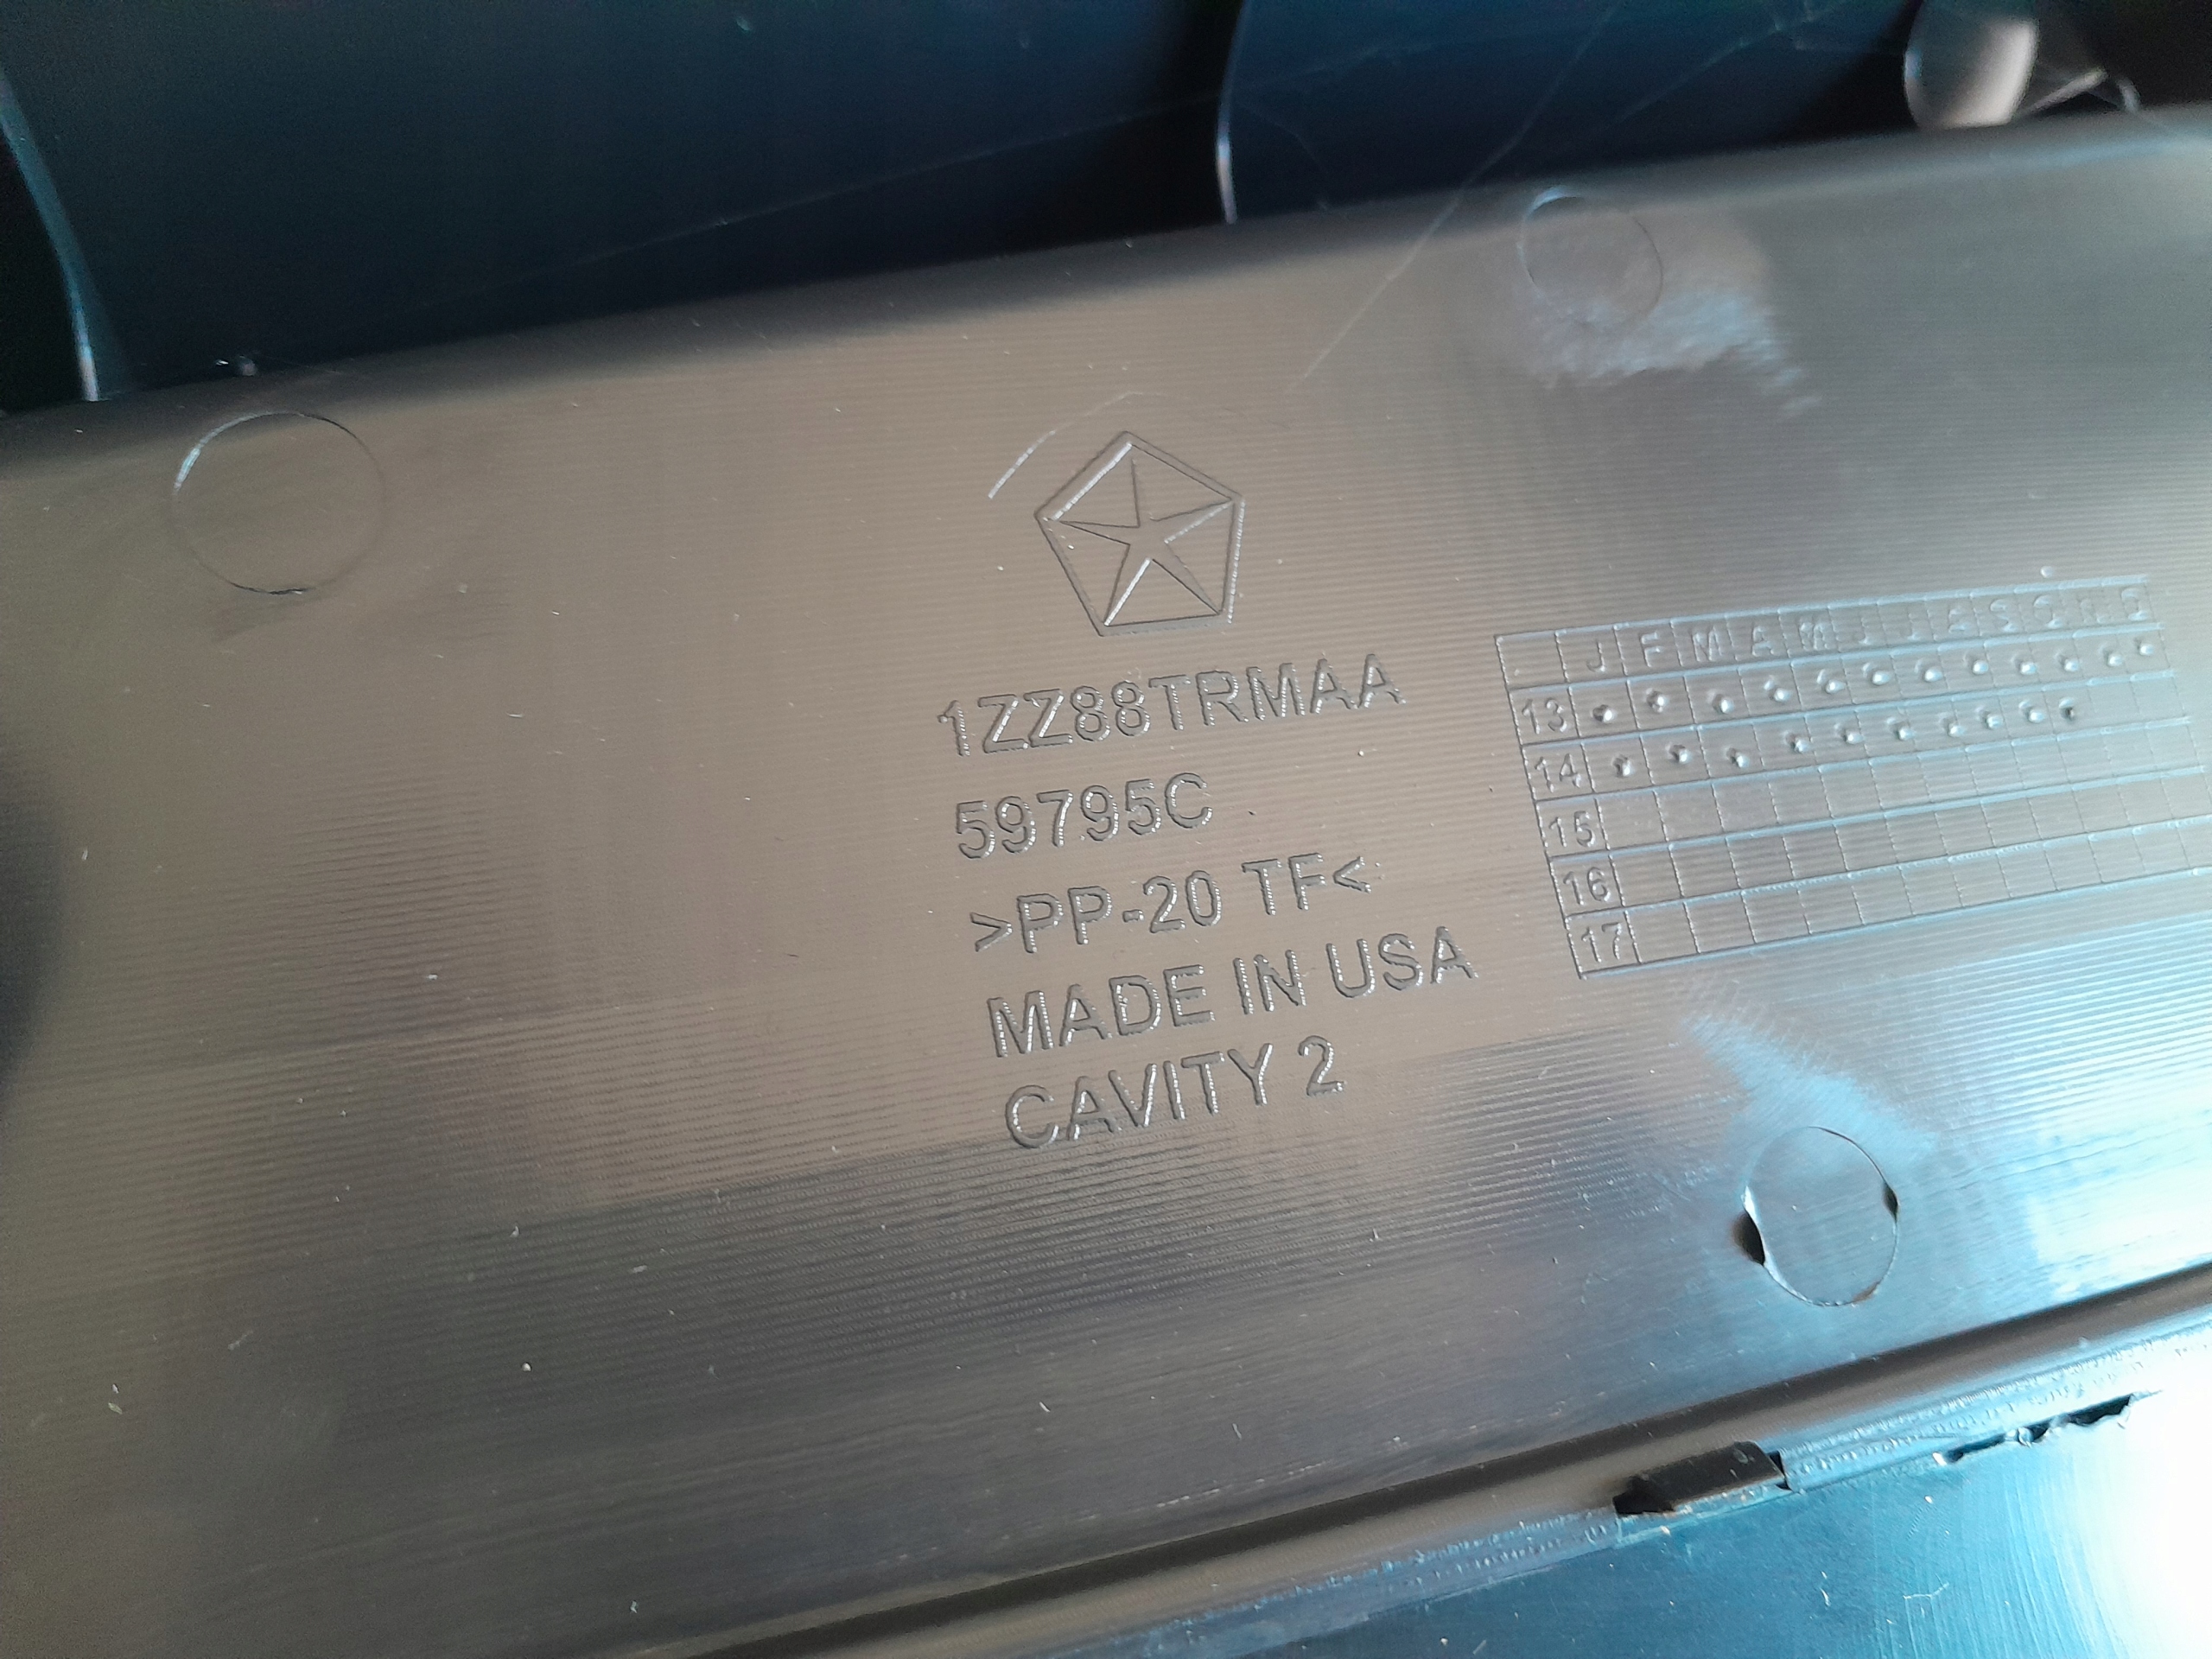 1ZZ88TRMAA
59795C
>PP-20 TF<
MADE IN USA
CAVITY 2
J F M A M J J A S O N D
13
14
15
16
17